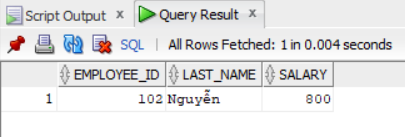 Script Output x Query Result x
SQL | All Rows Fetched: 1 in 0.004 seconds
EMPLOYEE_ID LAST_NAME SALARY
1 102 Nguyễn 800